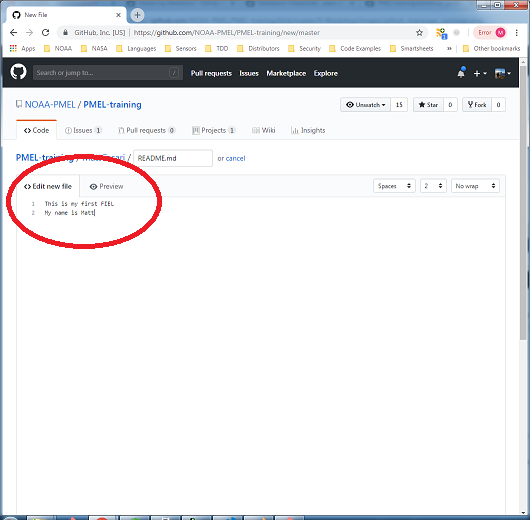 New File
GitHub, Inc. [US] | https://github.com/NOAA-PMEL/PMEL-training/new/master
Error M
Apps NOAA NASA Languages Sensors TDD Distributors Security Climate Comms Smartsheets » Other bookmarks
Search or jump to... / Pull requests Issues Marketplace Explore
NOAA-PMEL / PMEL-training
Unwatch 15 Star 0 Fork 0
Code Issues 1 Pull requests 0 Projects 1 Wiki Insights
PMEL-training / README.md or cancel
Edit new file Preview Spaces 2 No wrap
1 This is my first FIEL
2 My name is Matt